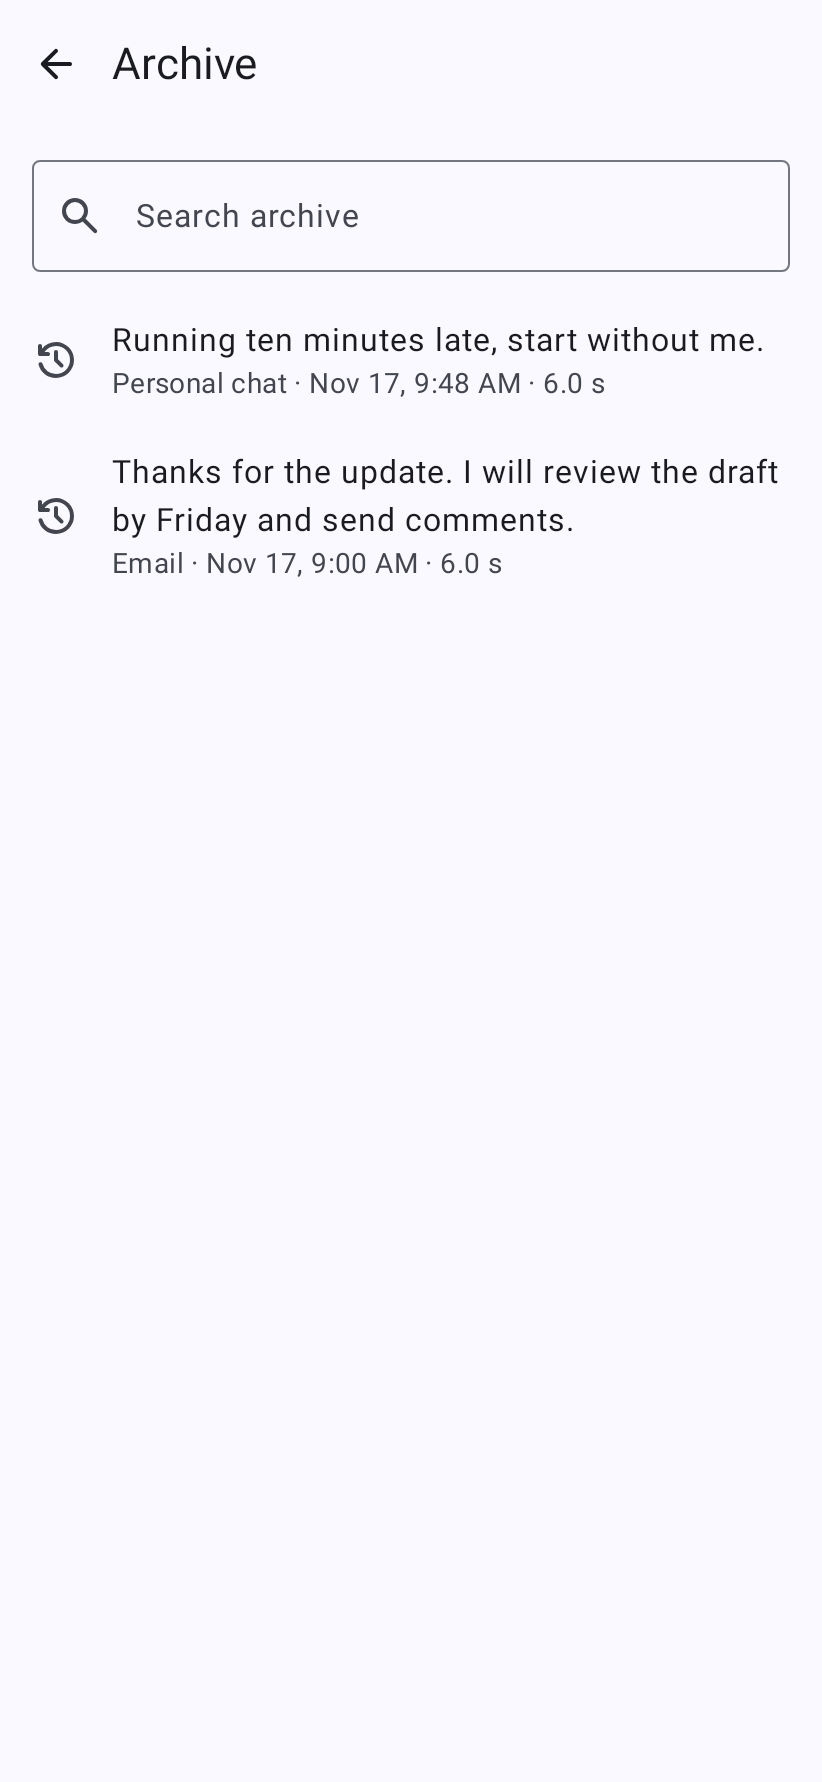 Archive
Search archive
Running ten minutes late, start without me.
Personal chat · Nov 17, 9:48 AM · 6.0 s
Thanks for the update. I will review the draft
by Friday and send comments.
Email · Nov 17, 9:00 AM · 6.0 s